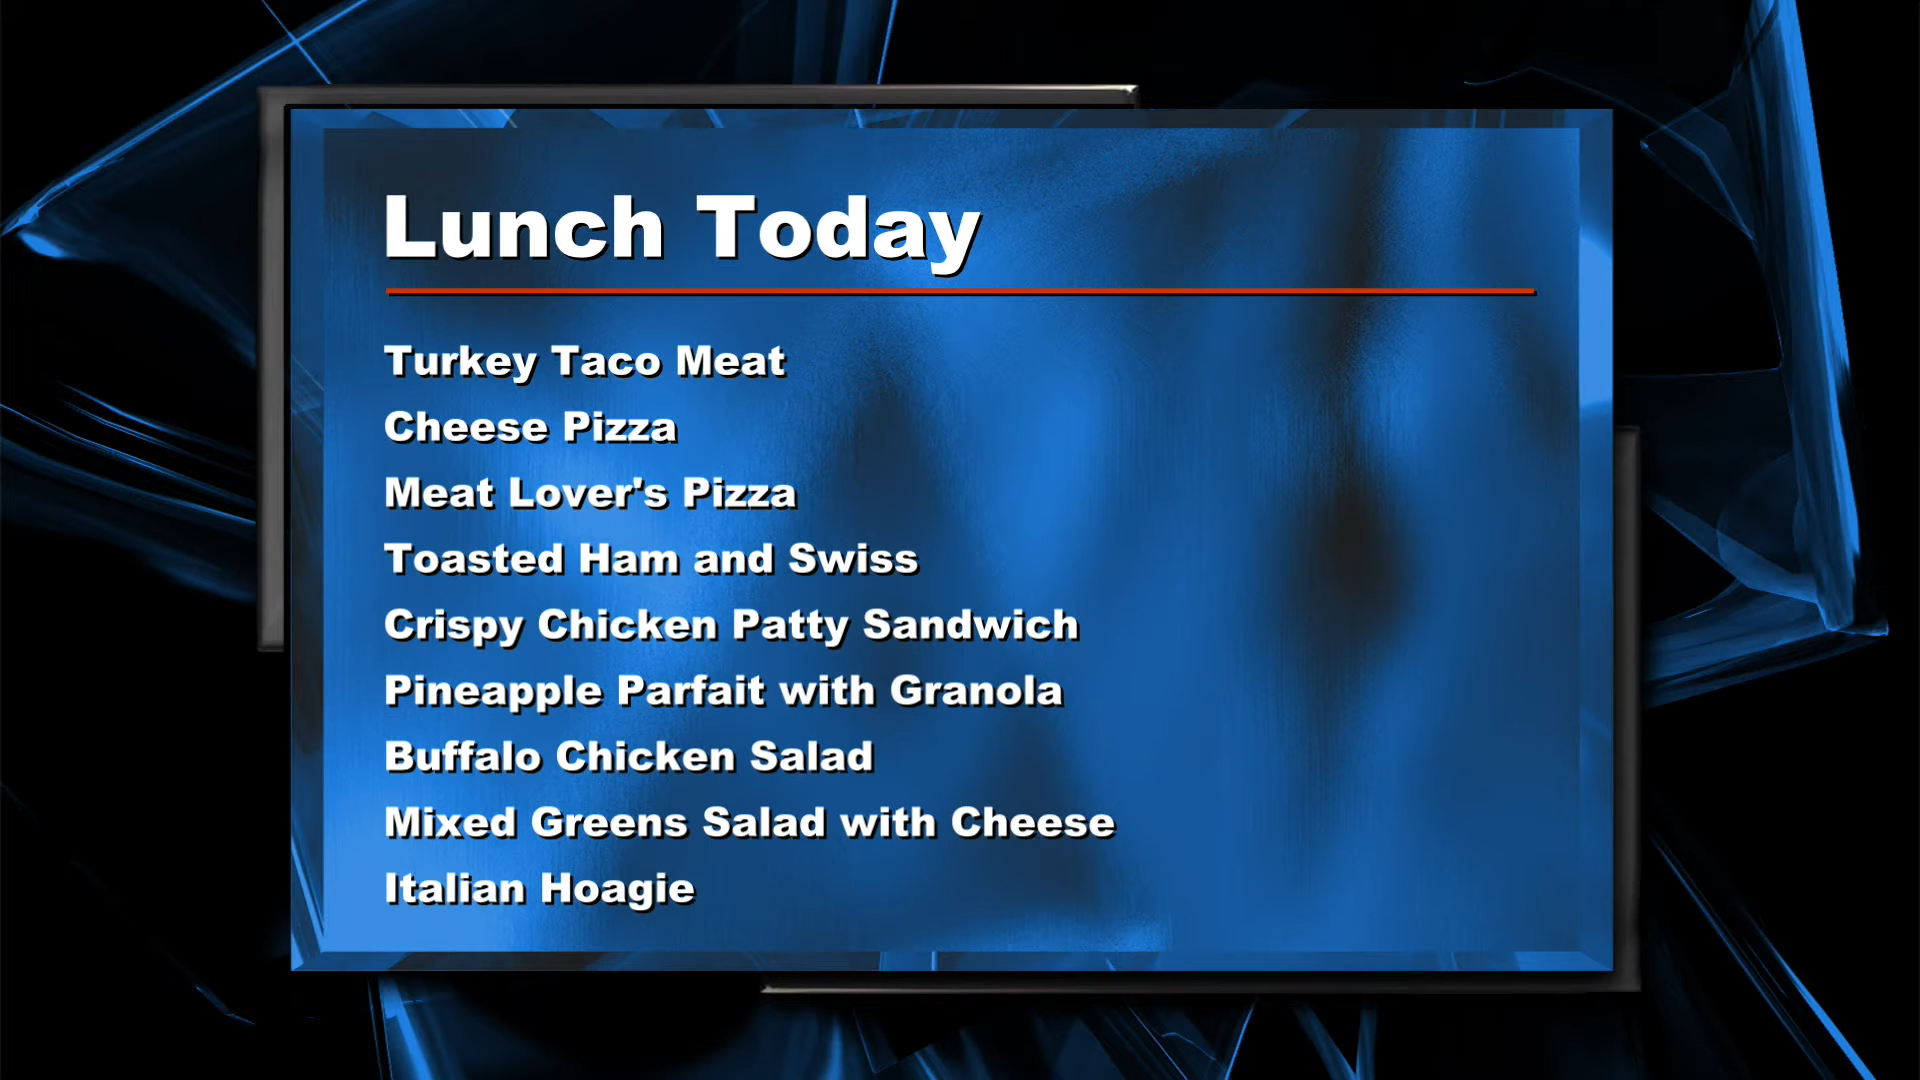 Lunch Today
Turkey Taco Meat
Cheese Pizza
Meat Lover's Pizza
Toasted Ham and Swiss
Crispy Chicken Patty Sandwich
Pineapple Parfait with Granola
Buffalo Chicken Salad
Mixed Greens Salad with Cheese
Italian Hoagie